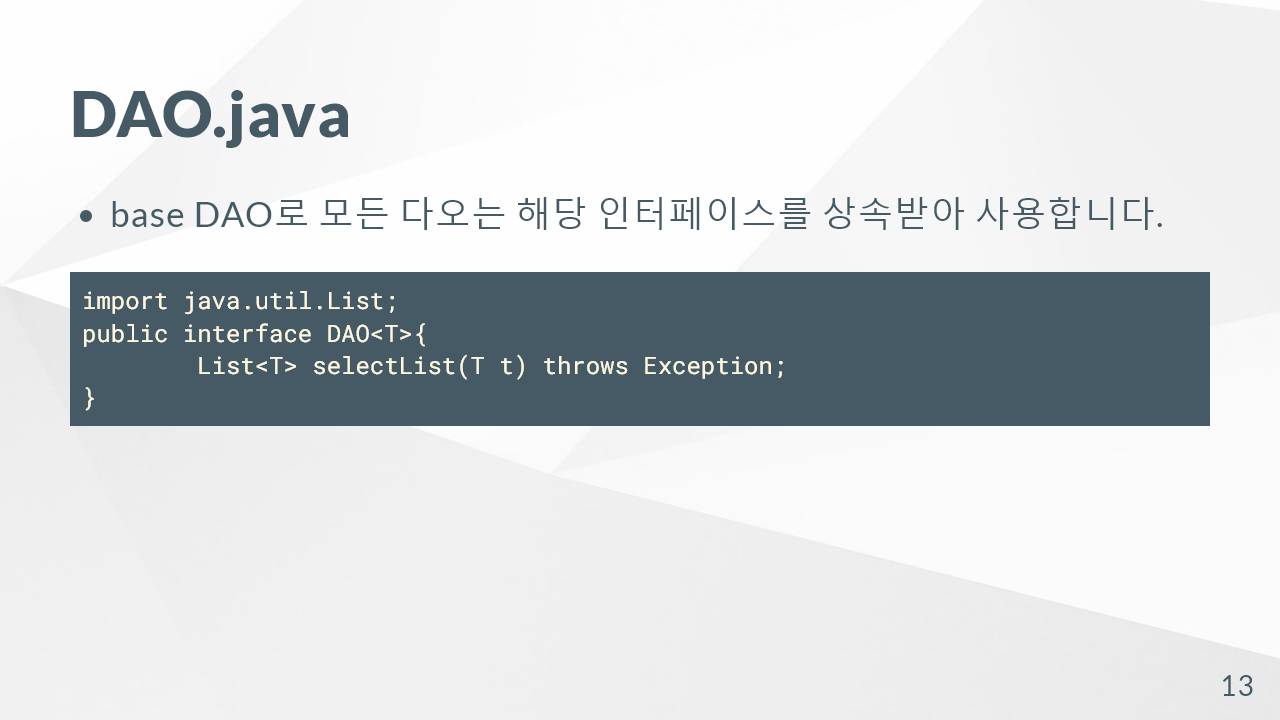 DAO.java
• base DAO로 모든 다오는 해당 인터페이스를 상속받아 사용합니다.
import java.util.List;
public interface DAO<T>{
        List<T> selectList(T t) throws Exception;
}
13